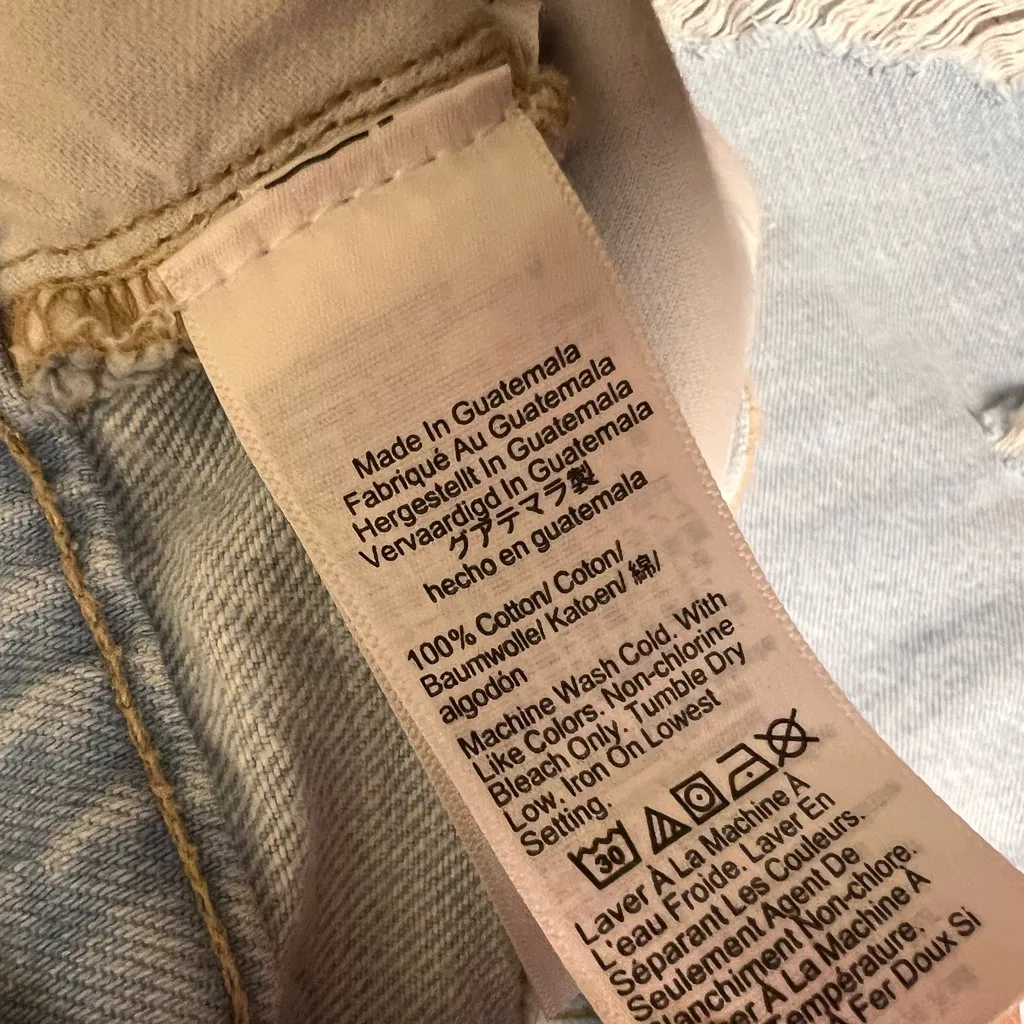 Made In Guatemala
Fabriqué Au Guatemala
Hergestellt In Guatemala
Vervaardigd In Guatemala
グアテマラ製
hecho en guatemala
100% Cotton/ Coton/
Baumwolle/ Katoen/ 綿/
algodón
Machine Wash Cold. With
Like Colors. Non-chlorine
Bleach Only. Tumble Dry
Low. Iron On Lowest
Setting.
30
Laver À La Machine À
L'eau Froide. Laver En
Séparant Les Couleurs.
Seulement Agent De
Blanchiment Non-chlore.
À La Machine À
Température.
Fer Doux Si